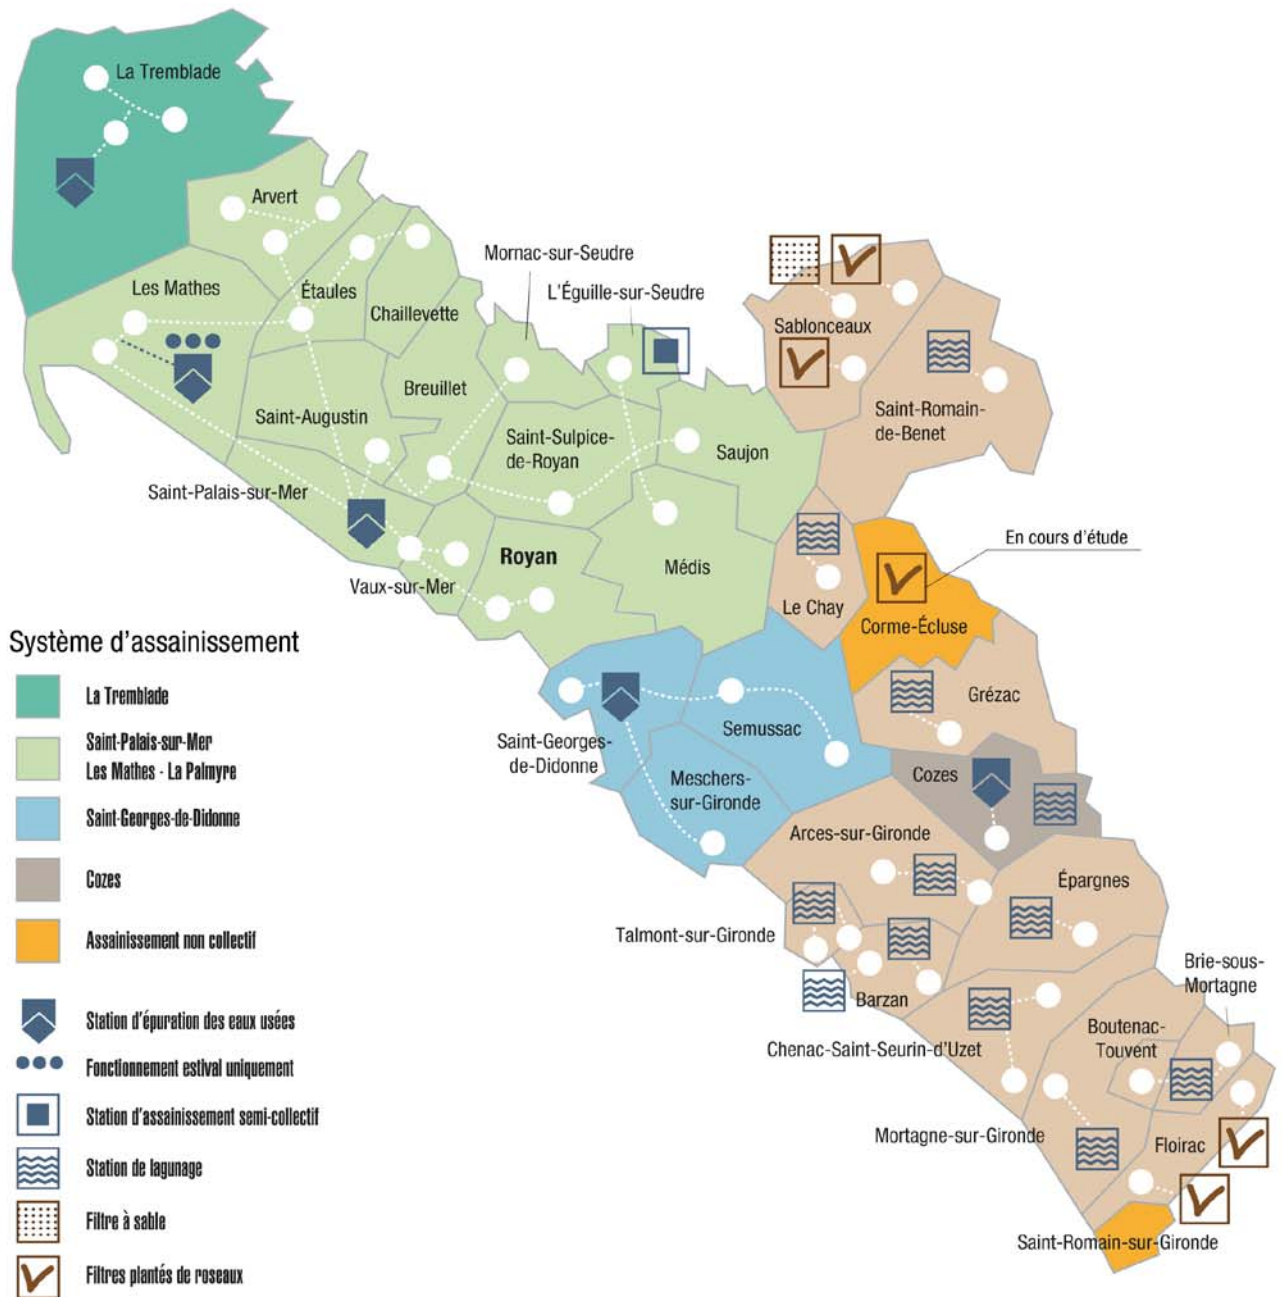 La Tremblade
Arvert
Mornac-sur-Seudre
Les Mathes
Étaules
L'Éguille-sur-Seudre
Chaillevette
Sablonceaux
Breuillet
Saint-Augustin
Saint-Romain-
de-Benet
Saint-Sulpice-
de-Royan
Saujon
Saint-Palais-sur-Mer
En cours d'étude
Royan
Médis
Vaux-sur-Mer
Le Chay
Corme-Écluse
Grézac
Semussac
Saint-Georges-
de-Didonne
Cozes
Meschers-
sur-Gironde
Arces-sur-Gironde
Épargnes
Talmont-sur-Gironde
Barzan
Brie-sous-
Mortagne
Boutenac-
Touvent
Chenac-Saint-Seurin-d'Uzet
Mortagne-sur-Gironde
Floirac
Saint-Romain-sur-Gironde
Système d'assainissement
La Tremblade
Saint-Palais-sur-Mer
Les Mathes - La Palmyre
Saint-Georges-de-Didonne
Cozes
Assainissement non collectif
Station d'épuration des eaux usées
Fonctionnement estival uniquement
Station d'assainissement semi-collectif
Station de lagunage
Filtre à sable
Filtres plantés de roseaux